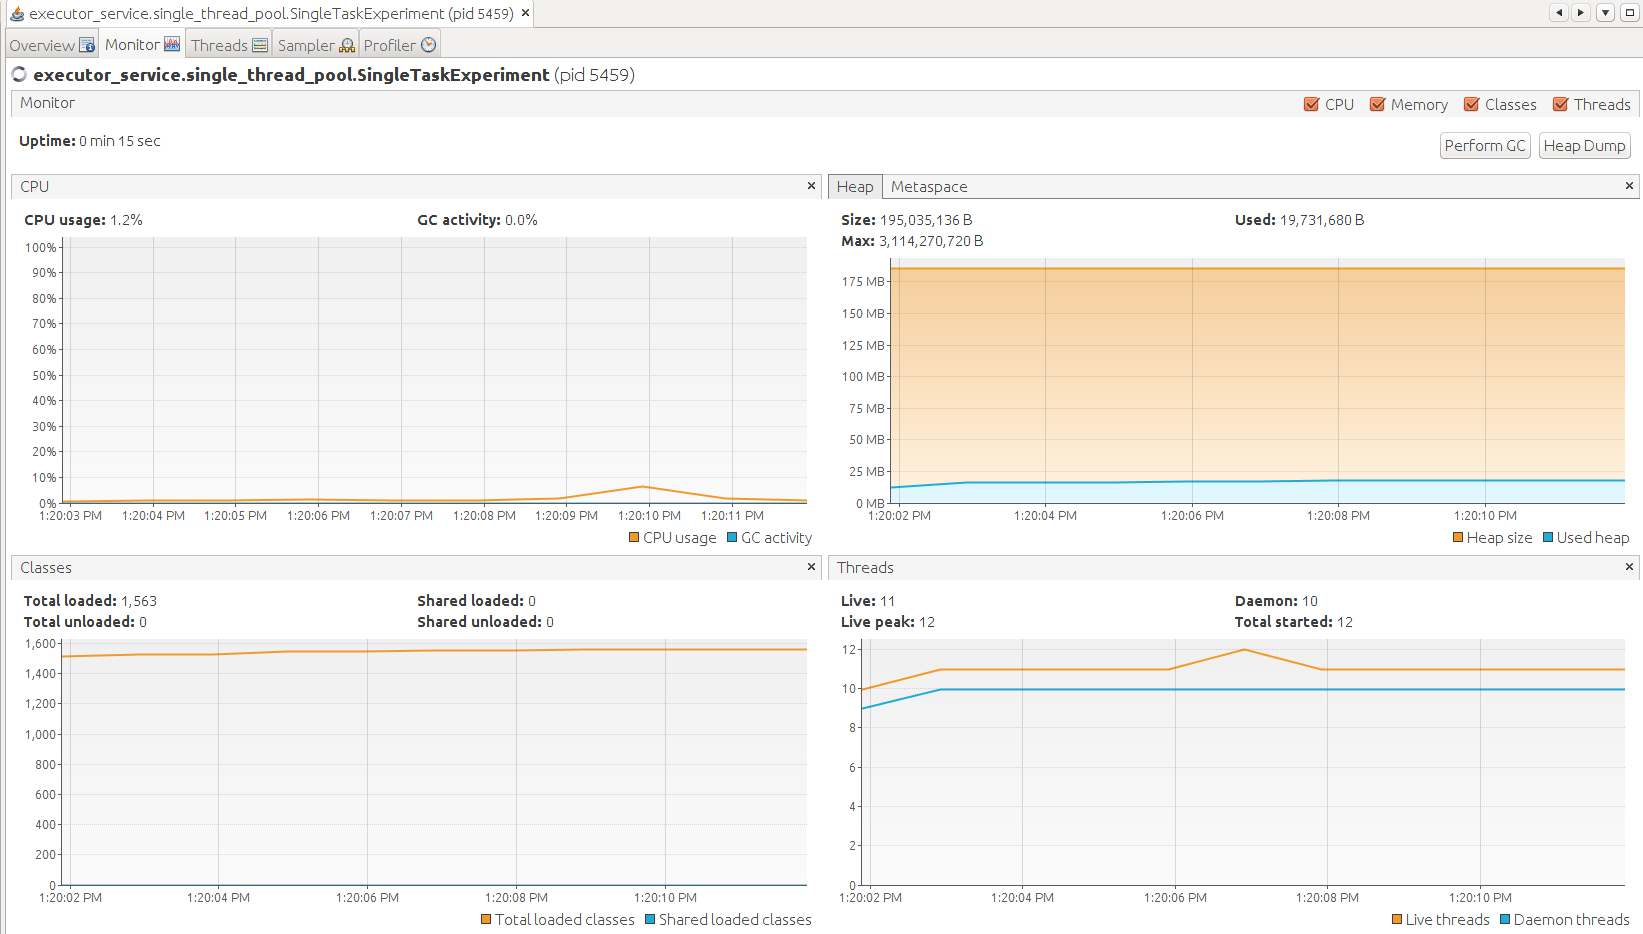 executor_service.single_thread_pool.SingleTaskExperiment (pid 5459)
Overview Monitor Threads Sampler Profiler
executor_service.single_thread_pool.SingleTaskExperiment (pid 5459)
Monitor CPU Memory Classes Threads
Uptime: 0 min 15 sec
Perform GC Heap Dump
CPU
CPU usage: 1.2% GC activity: 0.0%
100%
90%
80%
70%
60%
50%
40%
30%
20%
10%
0%
1:20:03 PM 1:20:04 PM 1:20:05 PM 1:20:06 PM 1:20:07 PM 1:20:08 PM 1:20:09 PM 1:20:10 PM 1:20:11 PM
CPU usage GC activity
Heap Metaspace
Size: 195,035,136 B Used: 19,731,680 B
Max: 3,114,270,720 B
175 MB
150 MB
125 MB
100 MB
75 MB
50 MB
25 MB
0 MB
1:20:02 PM 1:20:04 PM 1:20:06 PM 1:20:08 PM 1:20:10 PM
Heap size Used heap
Classes
Total loaded: 1,563 Shared loaded: 0
Total unloaded: 0 Shared unloaded: 0
1,600
1,400
1,200
1,000
800
600
400
200
0
1:20:02 PM 1:20:04 PM 1:20:06 PM 1:20:08 PM 1:20:10 PM
Total loaded classes Shared loaded classes
Threads
Live: 11 Daemon: 10
Live peak: 12 Total started: 12
12
10
8
6
4
2
0
1:20:02 PM 1:20:04 PM 1:20:06 PM 1:20:08 PM 1:20:10 PM
Live threads Daemon threads